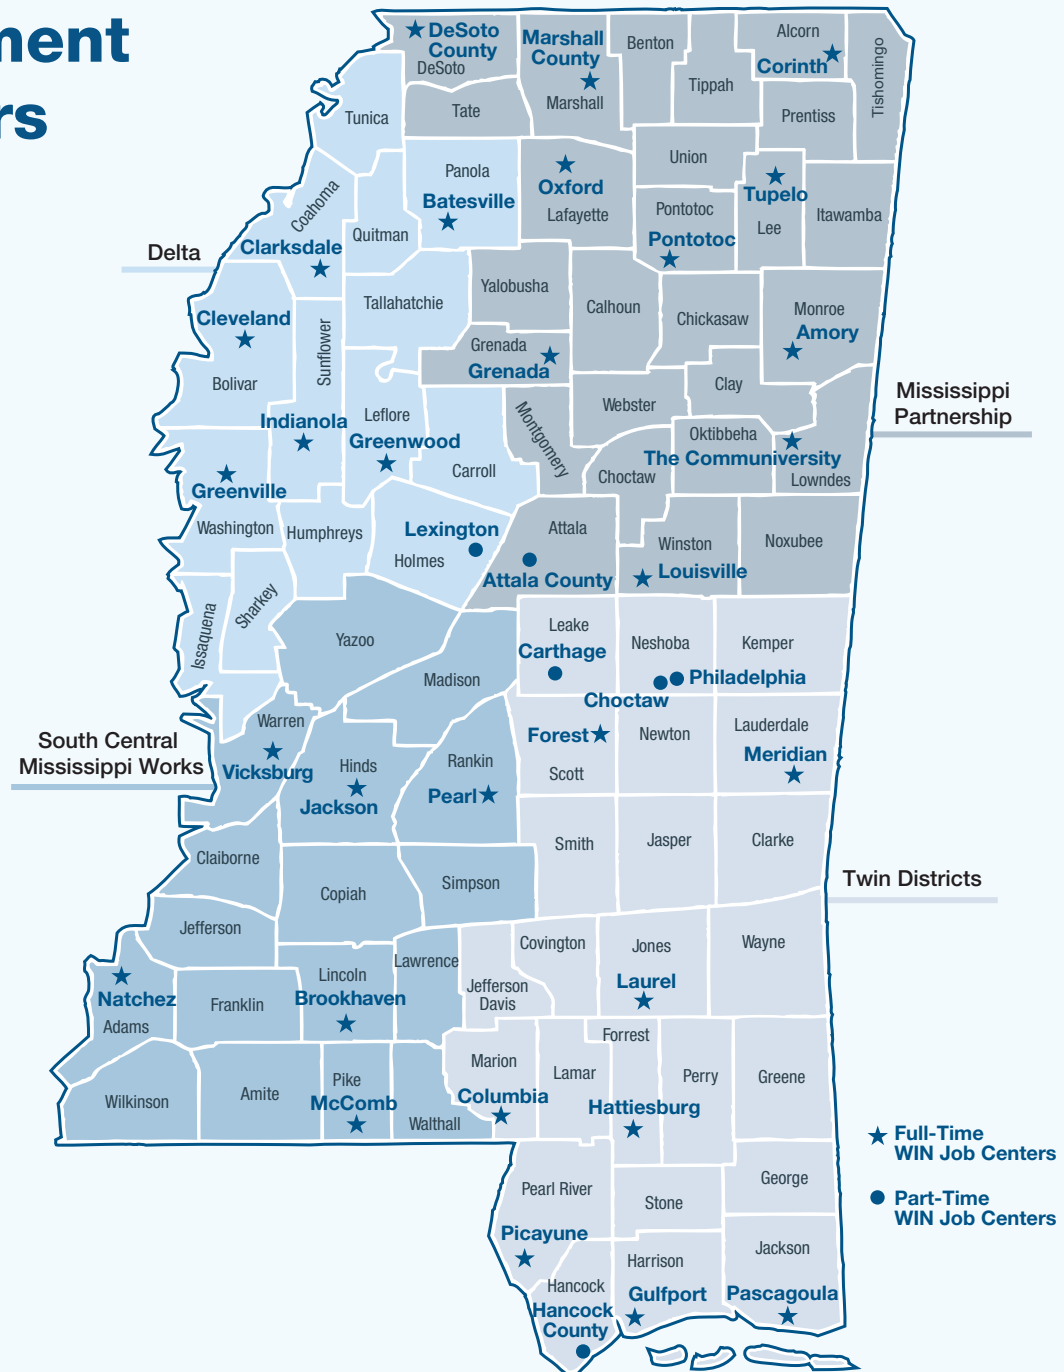 ment
rs
DeSoto
County
DeSoto
Marshall
County
Marshall
Benton
Tippah
Alcorn
Corinth
Tishomingo
Prentiss
Tunica
Tate
Panola
Batesville
Oxford
Lafayette
Union
Pontotoc
Pontotoc
Tupelo
Lee
Itawamba
Coahoma
Clarksdale
Quitman
Delta
Tallahatchie
Yalobusha
Calhoun
Chickasaw
Monroe
Amory
Cleveland
Bolivar
Sunflower
Indianola
Grenada
Grenada
Leflore
Greenwood
Carroll
Montgomery
Webster
Clay
Oktibbeha
The Communiversity
Choctaw
Lowndes
Mississippi
Partnership
Greenville
Washington
Humphreys
Lexington
Holmes
Attala
Attala County
Winston
Louisville
Noxubee
Issaquena
Sharkey
Yazoo
Madison
Leake
Carthage
Neshoba
Philadelphia
Choctaw
Kemper
South Central
Mississippi Works
Warren
Vicksburg
Hinds
Jackson
Rankin
Pearl
Forest
Scott
Newton
Lauderdale
Meridian
Claiborne
Copiah
Simpson
Smith
Jasper
Clarke
Twin Districts
Jefferson
Natchez
Adams
Franklin
Lincoln
Brookhaven
Lawrence
Jefferson
Davis
Covington
Jones
Laurel
Wayne
Wilkinson
Amite
Pike
McComb
Walthall
Marion
Columbia
Lamar
Forrest
Hattiesburg
Perry
Greene
Full-Time
WIN Job Centers
Part-Time
WIN Job Centers
Pearl River
Picayune
Stone
George
Hancock
Hancock
County
Harrison
Gulfport
Jackson
Pascagoula